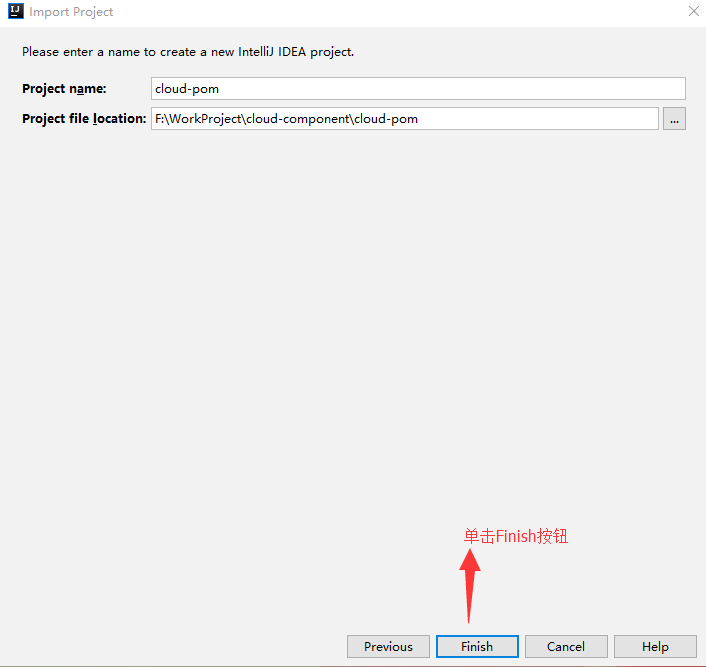 IJ Import Project
Please enter a name to create a new IntelliJ IDEA project.
Project name: cloud-pom
Project file location: F:\WorkProject\cloud-component\cloud-pom ...
单击Finish按钮
Previous Finish Cancel Help